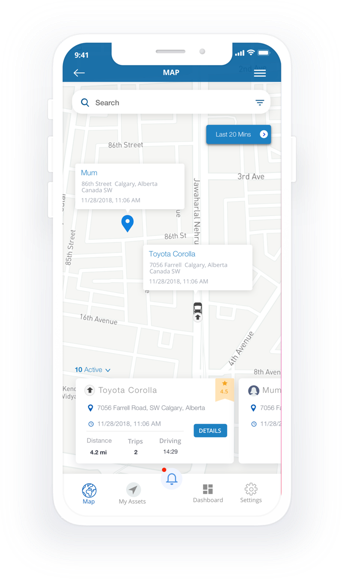 9:41
MAP
Search
Last 20 Mins
86th Street
3rd Ave
Mum
86th Street Calgary, Alberta
Canada SW
11/28/2018, 11:06 AM
Jawaharlal Nehru
85th Street
86th St
Toyota Corolla
7056 Farrell Calgary, Alberta
Canada SW
11/28/2018, 11:06 AM
16th Avenue
4th Avenue
8th Aven
10 Active
Ken
Vidya
Toyota Corolla
4.8
7056 Farrell Road, SW Calgary, Alberta
11/28/2018, 11:06 AM
DETAILS
Distance Trips Driving
4.2 mi 2 14:29
Mum
7056 F
11/28/2
Map
My Assets
Dashboard
Settings